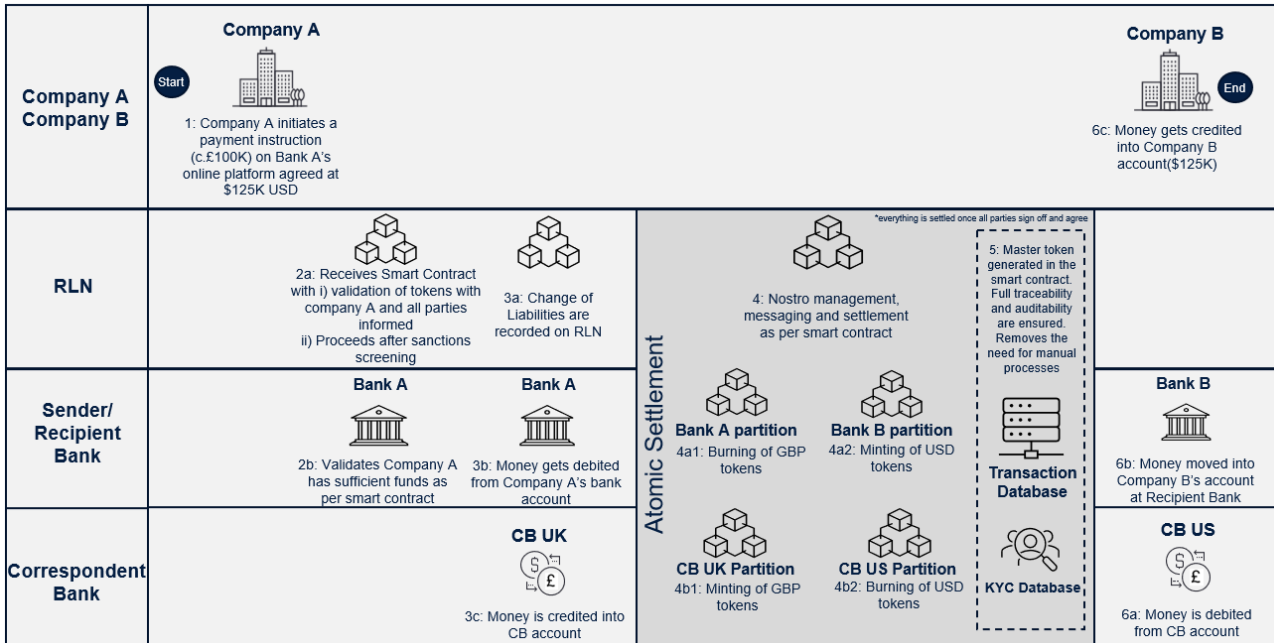 Company A
Company B
Company A
Start
1: Company A initiates a
payment instruction
(c.£100K) on Bank A's
online platform agreed at
$125K USD
Company B
End
6c: Money gets credited
into Company B
account($125K)
RLN
2a: Receives Smart Contract
with i) validation of tokens with
company A and all parties
informed
ii) Proceeds after sanctions
screening
3a: Change of
Liabilities are
recorded on RLN
Atomic Settlement
*everything is settled once all parties sign off and agree
4: Nostro management,
messaging and settlement
as per smart contract
5: Master token
generated in the
smart contract.
Full traceability
and auditability
are ensured.
Removes the
need for manual
processes
Sender/
Recipient
Bank
Bank A
2b: Validates Company A
has sufficient funds as
per smart contract
Bank A
3b: Money gets debited
from Company A's bank
account
Bank A partition
4a1: Burning of GBP
tokens
Bank B partition
4a2: Minting of USD
tokens
Transaction
Database
Bank B
6b: Money moved into
Company B's account
at Recipient Bank
Correspondent
Bank
CB UK
$
£
3c: Money is credited into
CB account
CB UK Partition
4b1: Minting of GBP
tokens
CB US Partition
4b2: Burning of USD
tokens
KYC Database
CB US
$
£
6a: Money is debited
from CB account